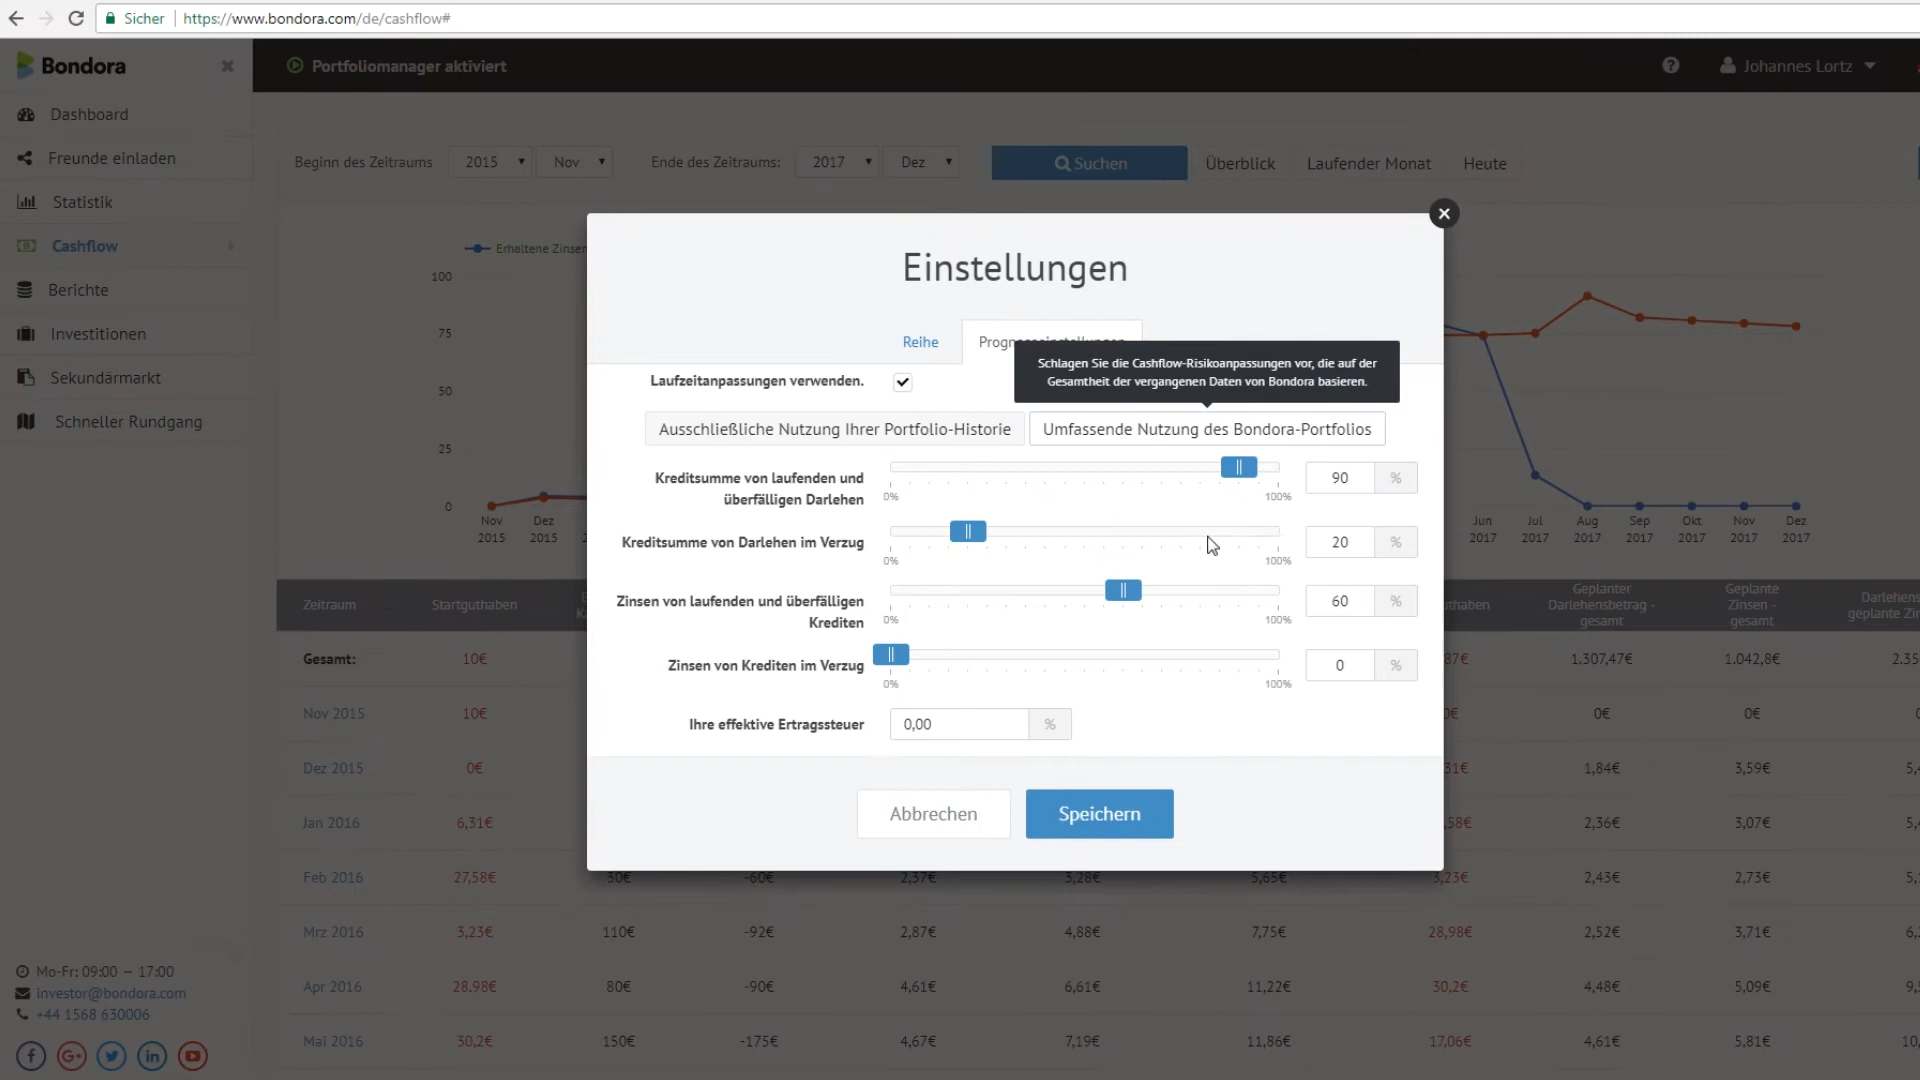 Sicher https://www.bondora.com/de/cashflow#
Bondora
Portfoliomanager aktiviert
Johannes Lortz
Dashboard
Freunde einladen
Statistik
Cashflow
Berichte
Investitionen
Sekundärmarkt
Schneller Rundgang
Mo-Fr: 09:00 — 17:00
investor@bondora.com
+44 1568 630006
Beginn des Zeitraums 2015 Nov Ende des Zeitraums: 2017 Dez Suchen Überblick Laufender Monat Heute
Erhaltene Zinsen
100
75
50
25
0
Nov 2015
Dez 2015
Jun 2017
Jul 2017
Aug 2017
Sep 2017
Okt 2017
Nov 2017
Dez 2017
Einstellungen
Reihe
Schlagen Sie die Cashflow-Risikoanpassungen vor, die auf der
Gesamtheit der vergangenen Daten von Bondora basieren.
Laufzeitanpassungen verwenden.
Ausschließliche Nutzung Ihrer Portfolio-Historie Umfassende Nutzung des Bondora-Portfolios
Kreditsumme von laufenden und
überfälligen Darlehen
0% 100%
90 %
Kreditsumme von Darlehen im Verzug
0% 100%
20 %
Zinsen von laufenden und überfälligen
Krediten
0% 100%
60 %
Zinsen von Krediten im Verzug
0% 100%
0 %
Ihre effektive Ertragssteuer 0,00 %
Abbrechen Speichern
Zeitraum Startguthaben
Geplanter
Darlehensbetrag -
gesamt
Geplante
Zinsen -
gesamt
Gesamt: 10€ 1.307,47€ 1.042,8€
Nov 2015 10€ 0€ 0€
Dez 2015 0€ 1,84€ 3,59€
Jan 2016 6,31€ 2,36€ 3,07€
Feb 2016 27,58€ 30€ -60€ 2,37€ 3,28€ 5,65€ 3,23€ 2,43€ 2,73€
Mrz 2016 3,23€ 110€ -92€ 2,87€ 4,88€ 7,75€ 28,98€ 2,52€ 3,71€
Apr 2016 28,98€ 80€ -90€ 4,61€ 6,61€ 11,22€ 30,2€ 4,48€ 5,09€
Mai 2016 30,2€ 150€ -175€ 4,67€ 7,19€ 11,86€ 17,06€ 4,61€ 5,81€